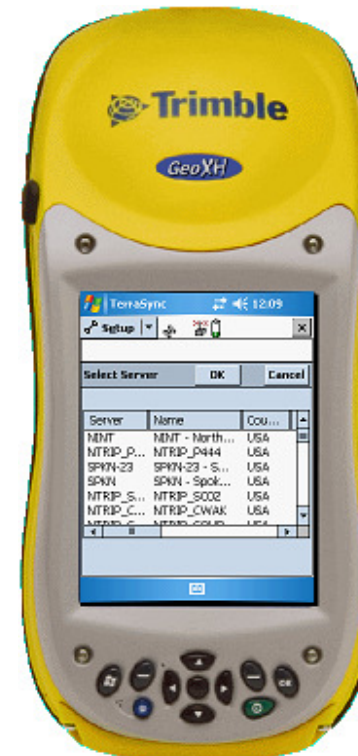 Trimble
GeoXH
TerraSync 12:09
Setup
Select Server OK Cancel
Server Name Cou...
NINT NINT - North... USA
NTRIP_P... NTRIP_P444 USA
SPKN-23 SPKN-23 - S... USA
SPKN SPKN - Spok... USA
NTRIP_S... NTRIP_SC02 USA
NTRIP_C... NTRIP_CWAK USA
OK